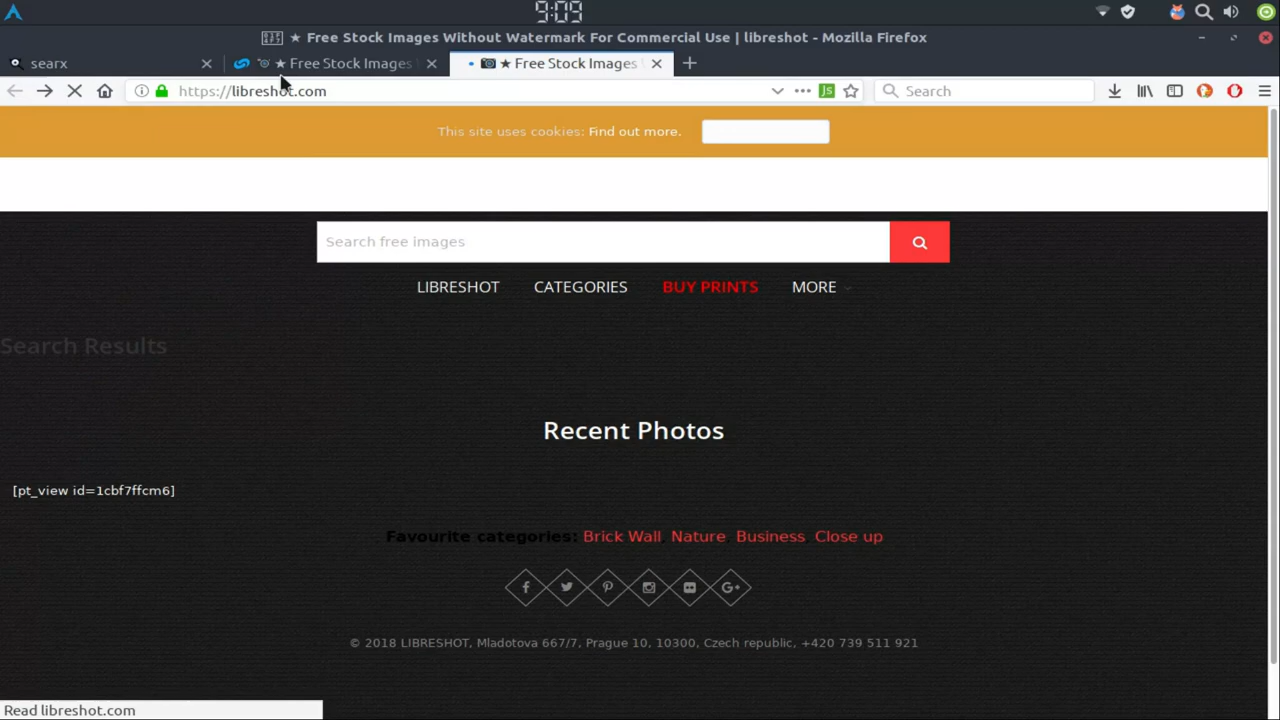 9:09
★ Free Stock Images Without Watermark For Commercial Use | libreshot - Mozilla Firefox
searx
★ Free Stock Images
★ Free Stock Images
https://libreshot.com
JS
Search
This site uses cookies: Find out more.
Search free images
LIBRESHOT
CATEGORIES
BUY PRINTS
MORE
Search Results
Recent Photos
[pt_view id=1cbf7ffcm6]
Favourite categories: Brick Wall, Nature, Business, Close up
© 2018 LIBRESHOT, Mladotova 667/7, Prague 10, 10300, Czech republic, +420 739 511 921
Read libreshot.com